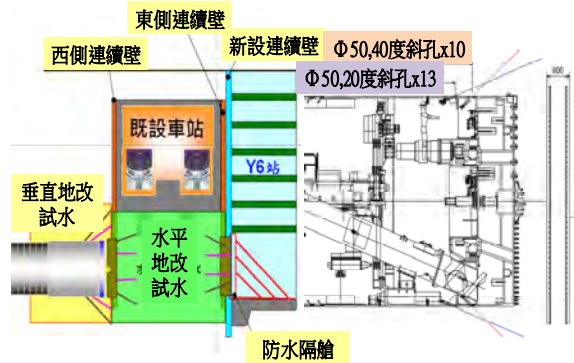 東側連續壁
新設連續壁
Φ50,40度斜孔x10
西側連續壁
Φ50,20度斜孔x13
既設車站
Y6站
垂直地改
試水
水平
地改
試水
防水隔艙